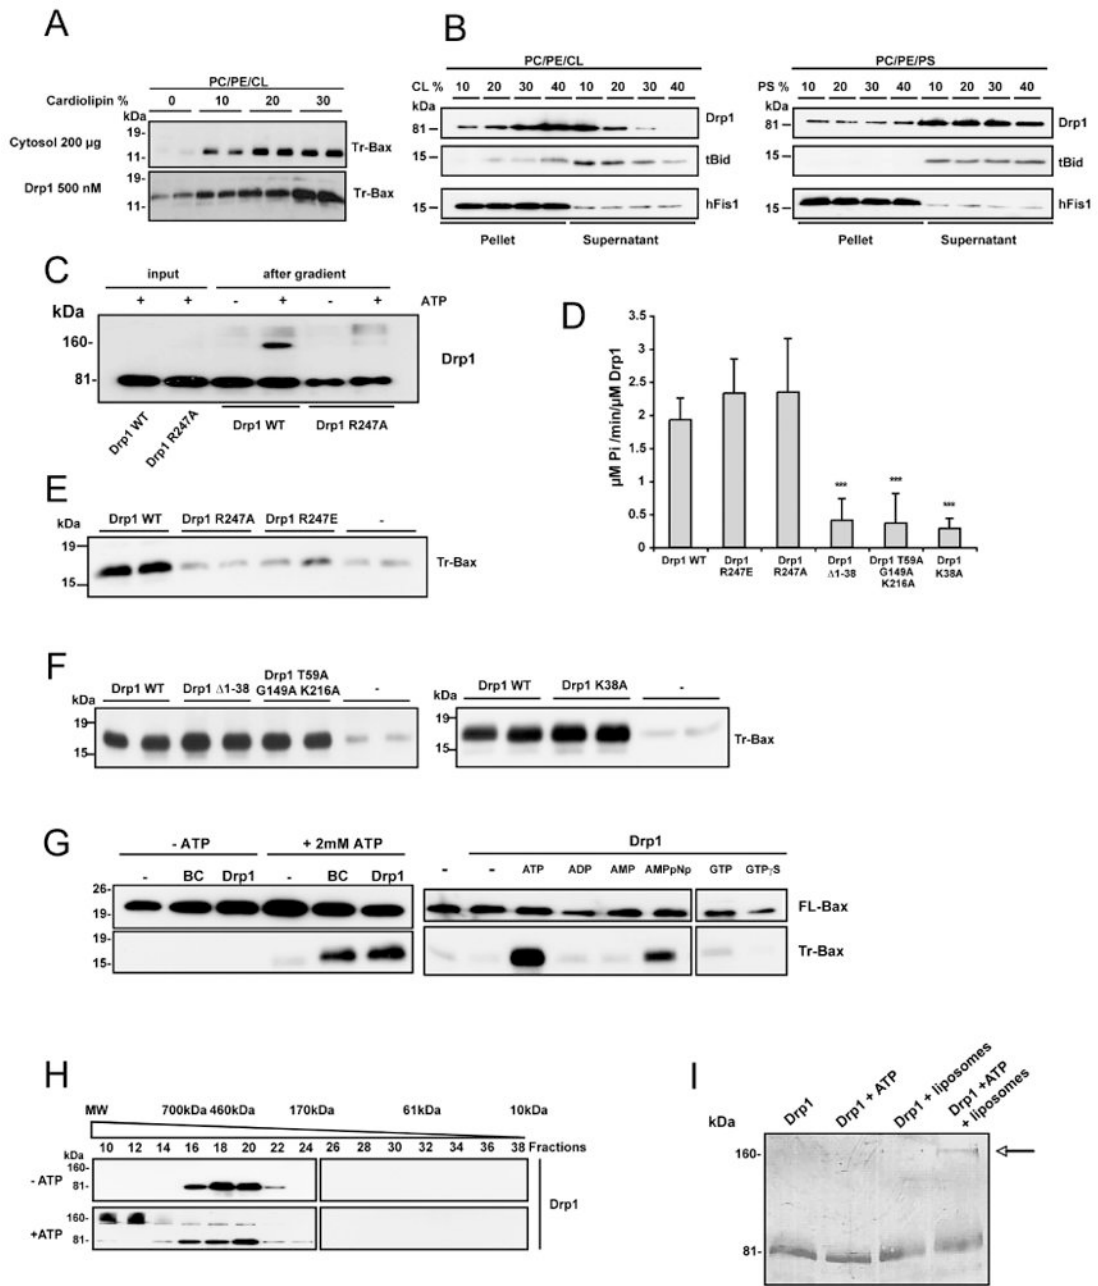 A
PC/PE/CL
Cardiolipin % 0 10 20 30
kDa
Cytosol 200 µg 19- 11- Tr-Bax
Drp1 500 nM 19- 11- Tr-Bax
B
PC/PE/CL
CL % 10 20 30 40 10 20 30 40
kDa
81 Drp1
15 tBid
15 hFis1
Pellet Supernatant
PC/PE/PS
PS % 10 20 30 40 10 20 30 40
kDa
81 Drp1
15 tBid
15 hFis1
Pellet Supernatant
C
input after gradient
+ + - + - + ATP
kDa
160-
81-
Drp1
Drp1 WT Drp1 R247A Drp1 WT Drp1 R247A
D
µM Pi /min/µM Drp1
3.5
3
2.5
2
1.5
1
0.5
0
*** *** ***
Drp1 WT
Drp1 R247E
Drp1 R247A
Drp1 Δ1-38
Drp1 T59A G149A K216A
Drp1 K38A
E
kDa Drp1 WT Drp1 R247A Drp1 R247E -
19
15
Tr-Bax
F
Drp1 T59A
kDa Drp1 WT Drp1 Δ1-38 G149A K216A -
19
15
kDa Drp1 WT Drp1 K38A -
19
15
Tr-Bax
G
- ATP + 2mM ATP
- BC Drp1 - BC Drp1
26-
19-
19-
15-
Drp1
- - ATP ADP AMP AMPpNp GTP GTPγS
FL-Bax
Tr-Bax
H
MW 700kDa 460kDa 170kDa 61kDa 10kDa
10 12 14 16 18 20 22 24 26 28 30 32 34 36 38 Fractions
kDa
- ATP 160- 81-
+ATP 160- 81-
Drp1
I
Drp1
Drp1 + ATP
Drp1 + liposomes
Drp1 +ATP
+ liposomes
kDa
160-
81-